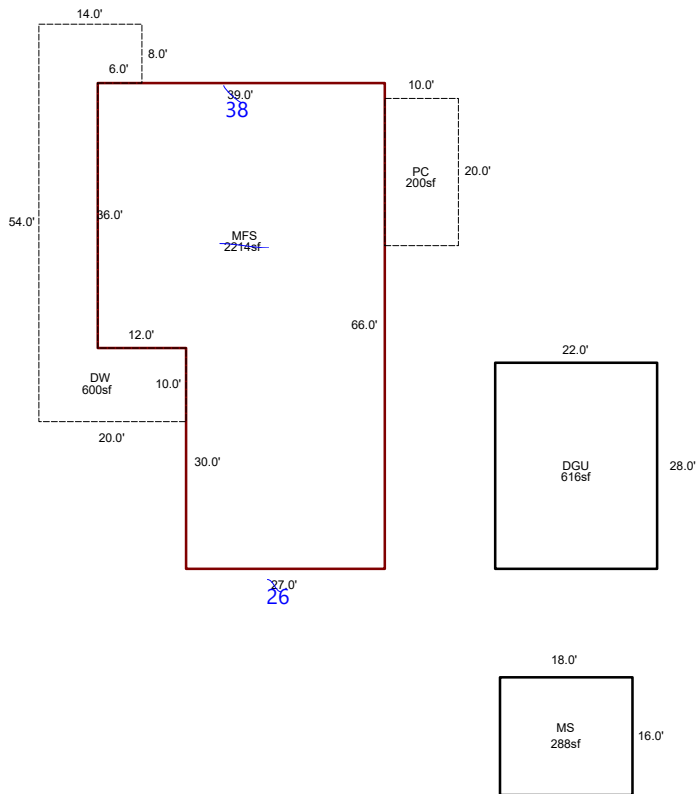 14.0'
8.0'
6.0'
39.0'
38
10.0'
PC
200sf
20.0'
54.0'
36.0'
MFS
2214sf
66.0'
12.0'
DW
600sf
10.0'
20.0'
30.0'
22.0'
DGU
616sf
28.0'
27.0'
26
18.0'
MS
288sf
16.0'